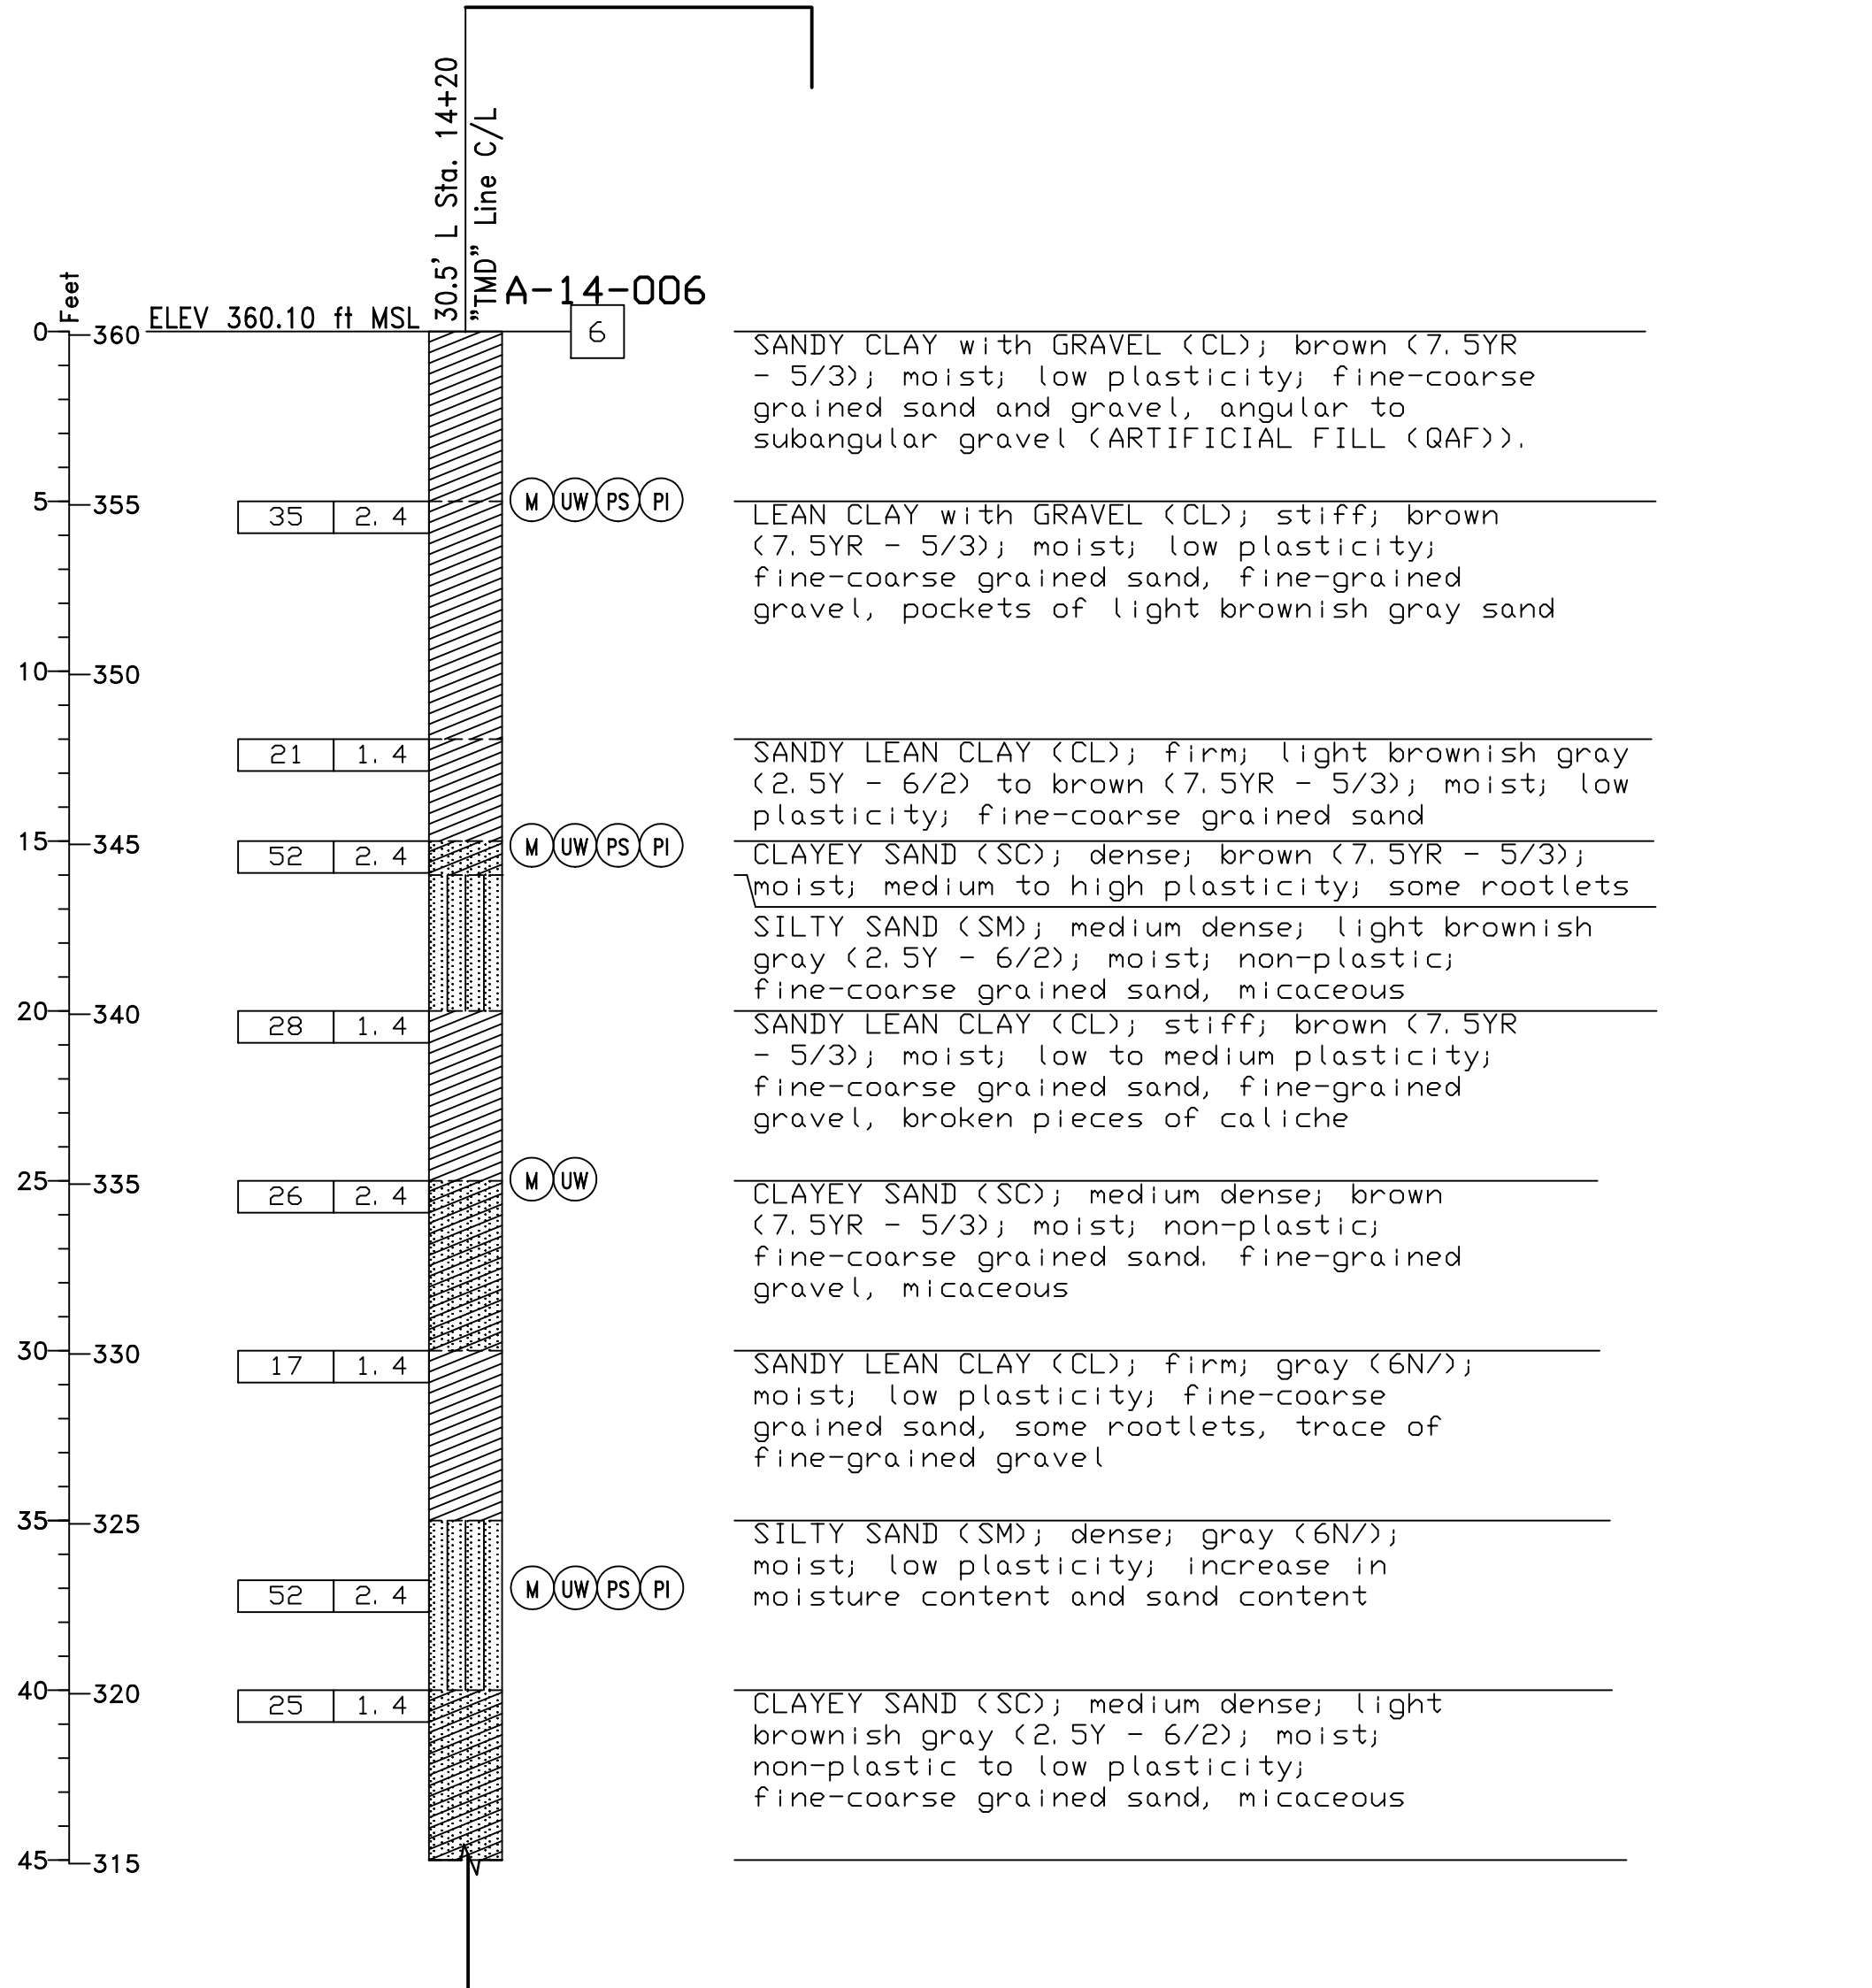 30.5' L Sta. 14+20
"TMD" Line C/L
A-14-006
Feet
ELEV 360.10 ft MSL
6
0 360
SANDY CLAY with GRAVEL (CL); brown (7.5YR
- 5/3); moist; low plasticity; fine-coarse
grained sand and gravel, angular to
subangular gravel (ARTIFICIAL FILL (QAF)).
5 355
35 2.4
M UW PS PI
LEAN CLAY with GRAVEL (CL); stiff; brown
(7.5YR - 5/3); moist; low plasticity;
fine-coarse grained sand, fine-grained
gravel, pockets of light brownish gray sand
10 350
21 1.4
SANDY LEAN CLAY (CL); firm; light brownish gray
(2.5Y - 6/2) to brown (7.5YR - 5/3); moist; low
plasticity; fine-coarse grained sand
15 345
52 2.4
M UW PS PI
CLAYEY SAND (SC); dense; brown (7.5YR - 5/3);
moist; medium to high plasticity; some rootlets
SILTY SAND (SM); medium dense; light brownish
gray (2.5Y - 6/2); moist; non-plastic;
fine-coarse grained sand, micaceous
20 340
28 1.4
SANDY LEAN CLAY (CL); stiff; brown (7.5YR
- 5/3); moist; low to medium plasticity;
fine-coarse grained sand, fine-grained
gravel, broken pieces of caliche
25 335
26 2.4
M UW
CLAYEY SAND (SC); medium dense; brown
(7.5YR - 5/3); moist; non-plastic;
fine-coarse grained sand. fine-grained
gravel, micaceous
30 330
17 1.4
SANDY LEAN CLAY (CL); firm; gray (6N/);
moist; low plasticity; fine-coarse
grained sand, some rootlets, trace of
fine-grained gravel
35 325
SILTY SAND (SM); dense; gray (6N/);
moist; low plasticity; increase in
moisture content and sand content
52 2.4
M UW PS PI
40 320
25 1.4
CLAYEY SAND (SC); medium dense; light
brownish gray (2.5Y - 6/2); moist;
non-plastic to low plasticity;
fine-coarse grained sand, micaceous
45 315